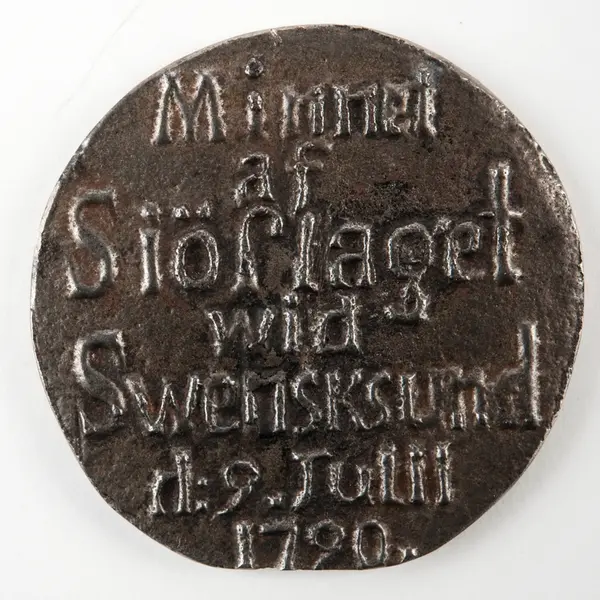 Minnet
af
Siöſlaget
wid
Swensksund
d: 9. Julii
1790.